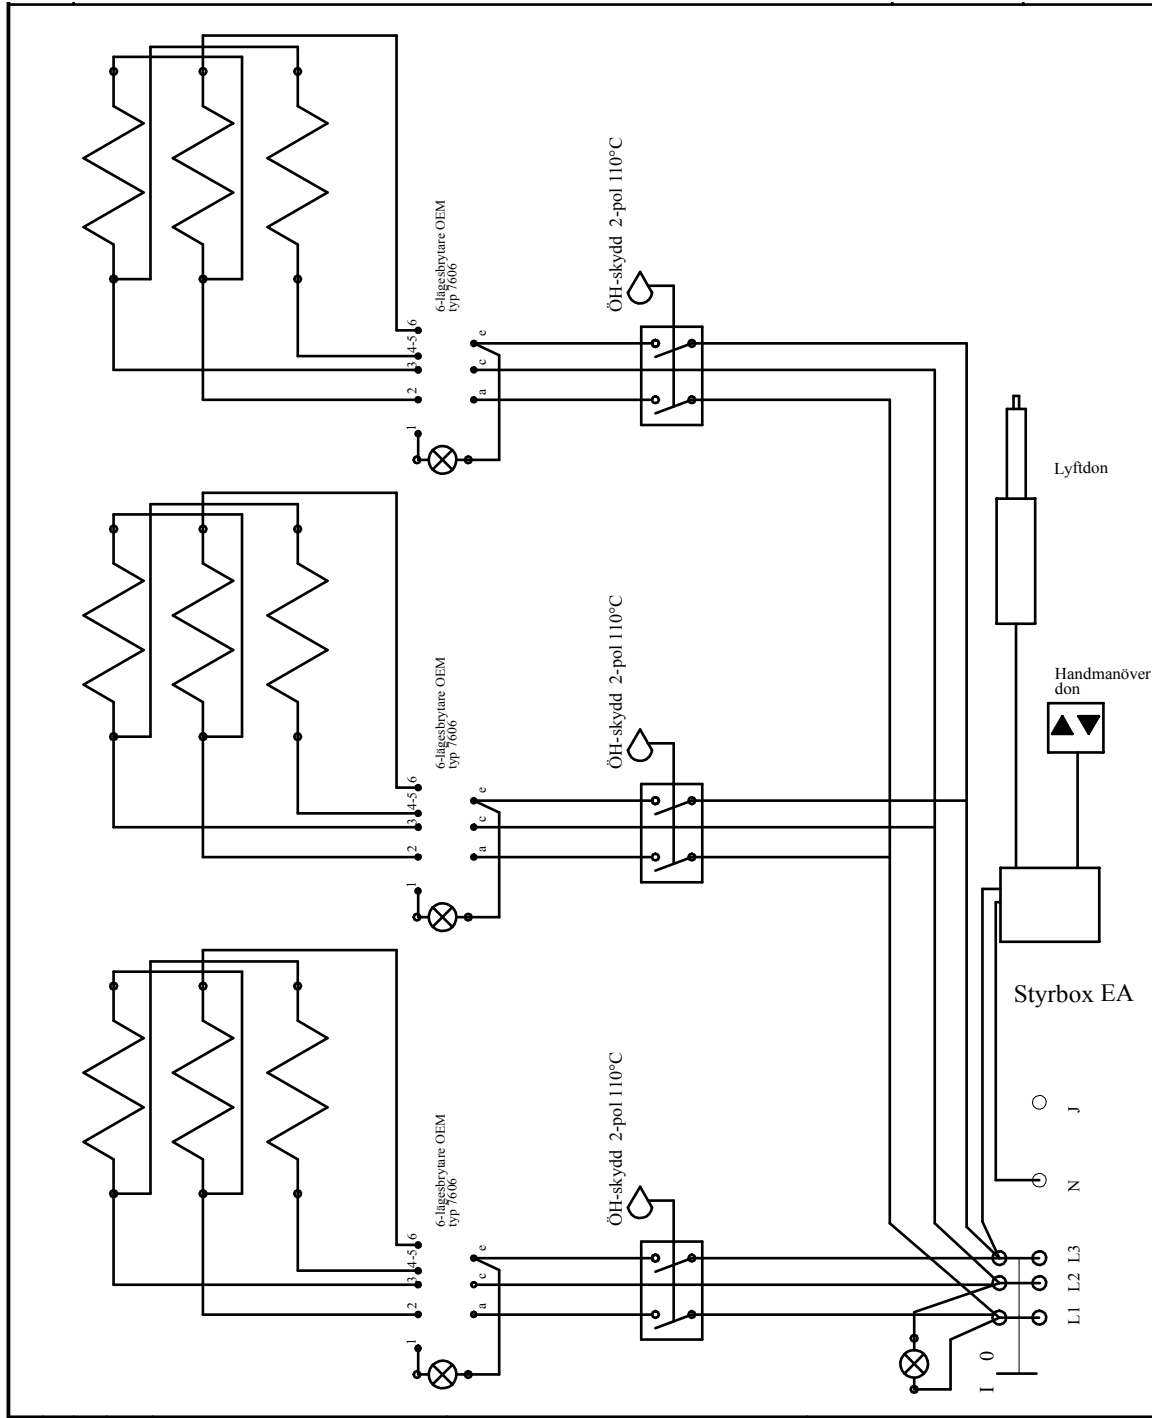 6-lägesbrytare OEM
typ 7606
ÖH-skydd 2-pol 110°C
1
2
3
4-5
6
a
c
e
Lyftdon
6-lägesbrytare OEM
typ 7606
ÖH-skydd 2-pol 110°C
1
2
3
4-5
6
a
c
e
Handmanöver
don
Styrbox EA
6-lägesbrytare OEM
typ 7606
ÖH-skydd 2-pol 110°C
1
2
3
4-5
6
a
c
e
J
N
L3
L2
L1
I 0